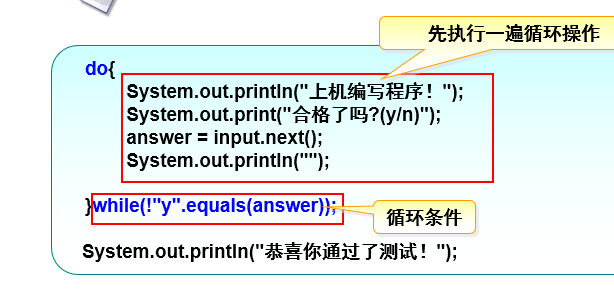 先执行一遍循环操作
do{
System.out.println("上机编写程序！");
System.out.print("合格了吗?(y/n)");
answer = input.next();
System.out.println("");
}while(!"y".equals(answer));
循环条件
System.out.println("恭喜你通过了测试！");